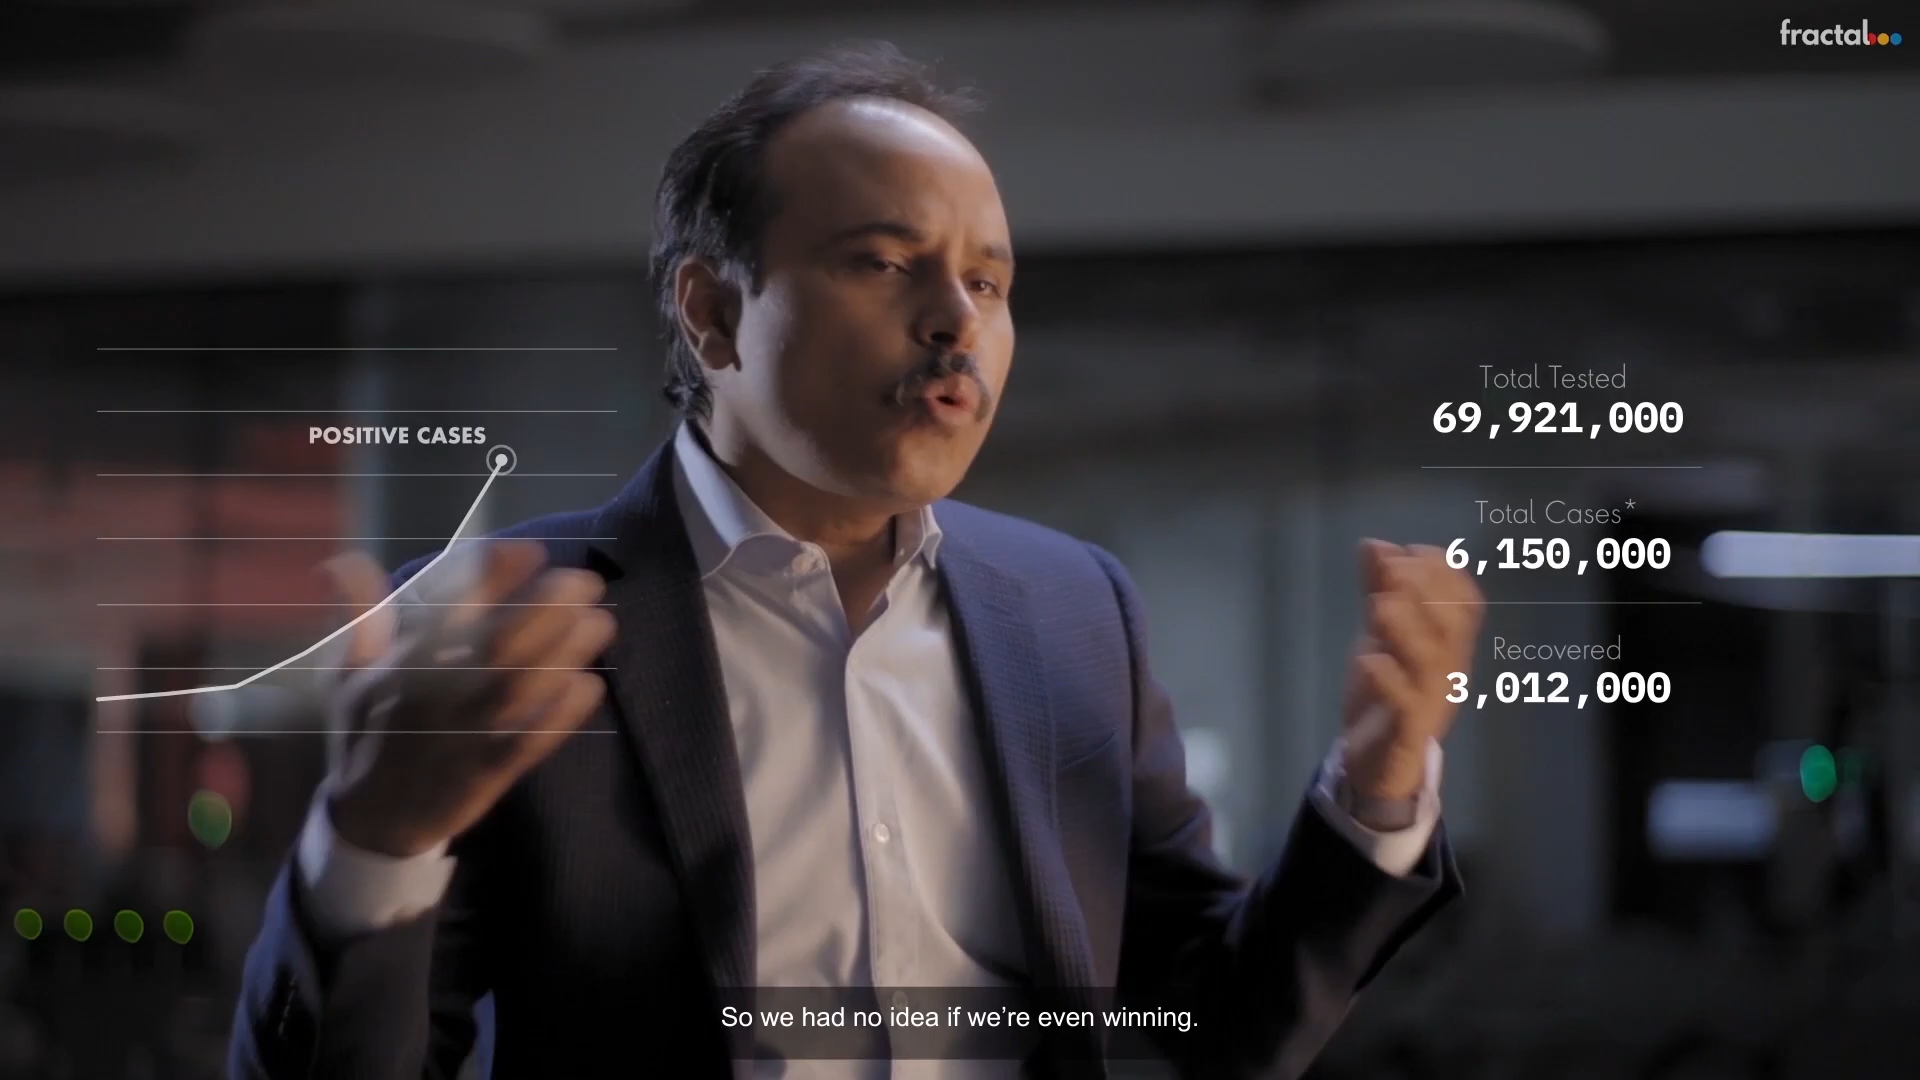 fractal
POSITIVE CASES
Total Tested
69,921,000
Total Cases*
6,150,000
Recovered
3,012,000
So we had no idea if we're even winning.